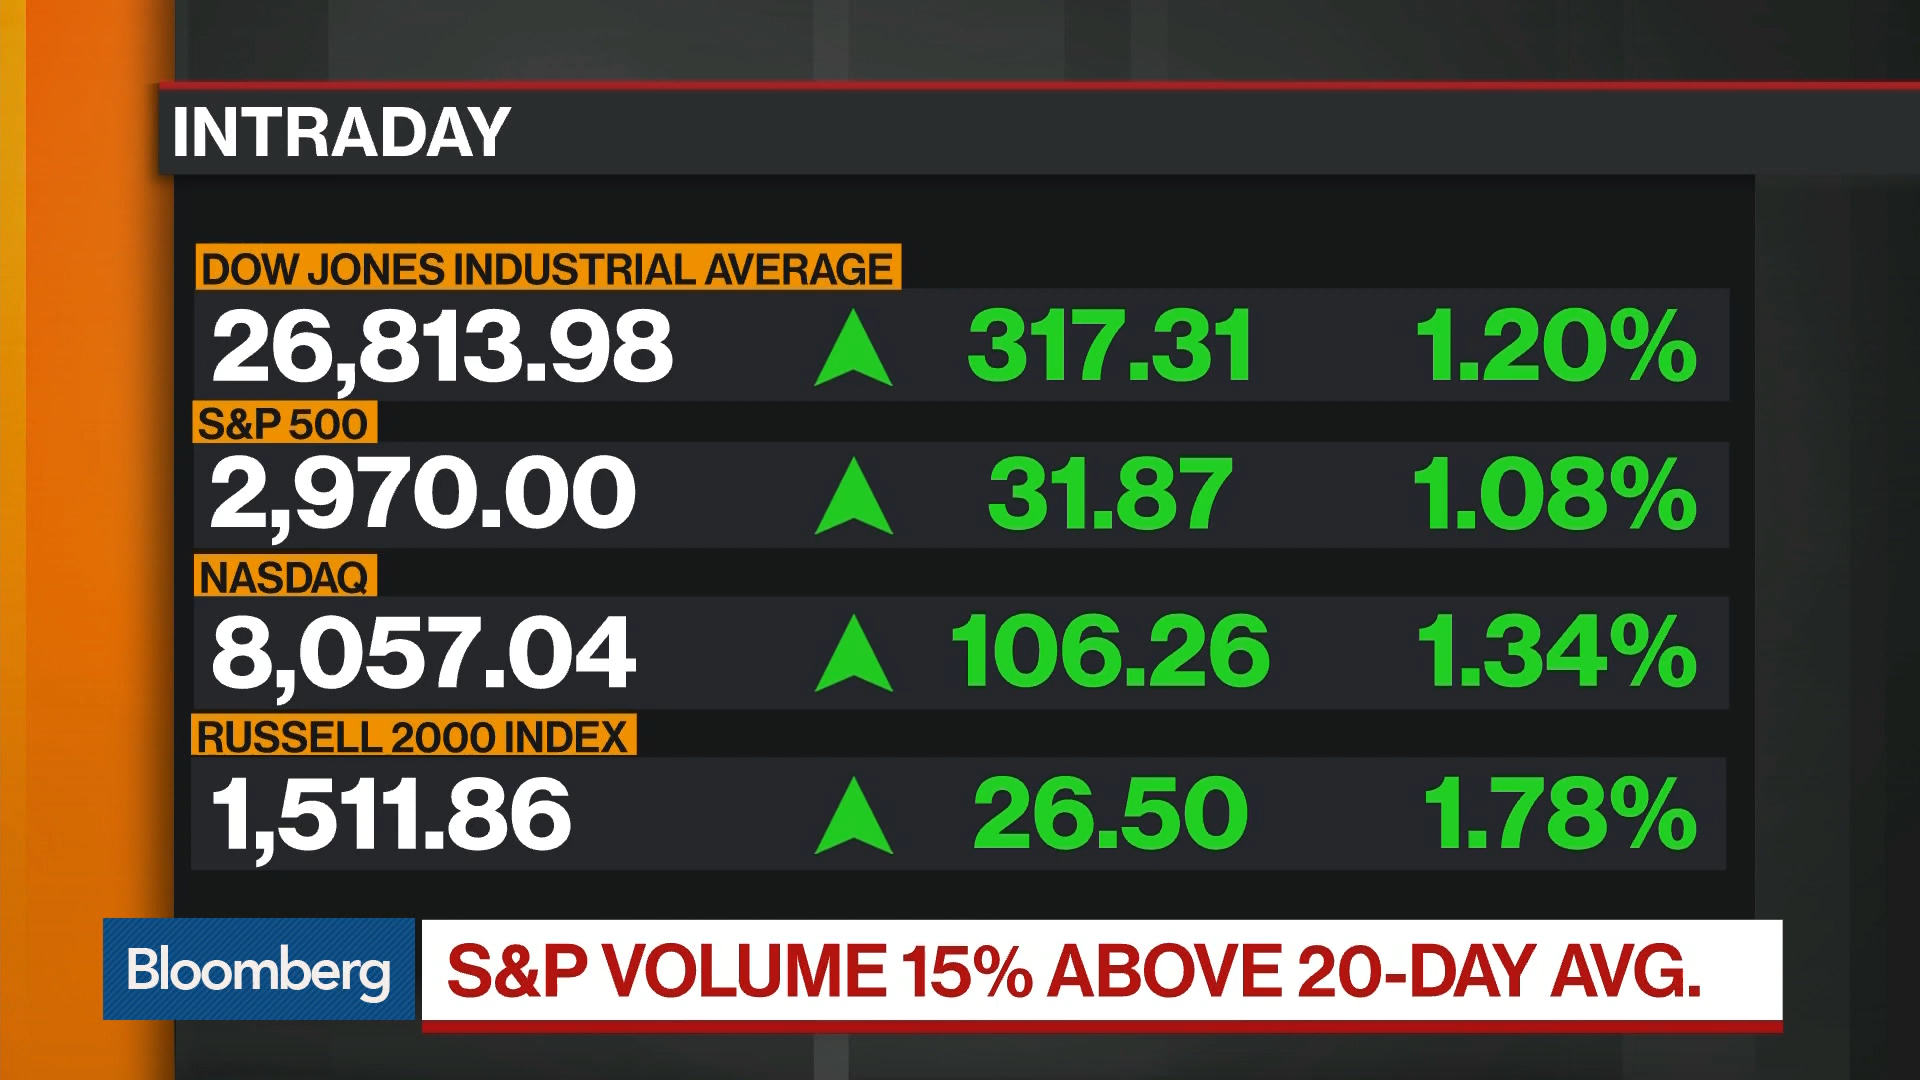 INTRADAY
DOW JONES INDUSTRIAL AVERAGE
26,813.98 317.31 1.20%
S&P 500
2,970.00 31.87 1.08%
NASDAQ
8,057.04 106.26 1.34%
RUSSELL 2000 INDEX
1,511.86 26.50 1.78%
Bloomberg S&P VOLUME 15% ABOVE 20-DAY AVG.